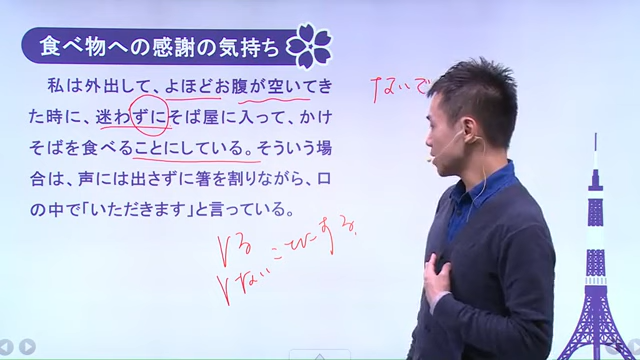 食べ物への感謝の気持ち
私は外出して、よほどお腹が空いてき
た時に、迷わずにそば屋に入って、かけ
そばを食べることにしている。そういう場
合は、声には出さずに箸を割りながら、口
の中で「いただきます」と言っている。
ないで
Vる
Vない ことにする